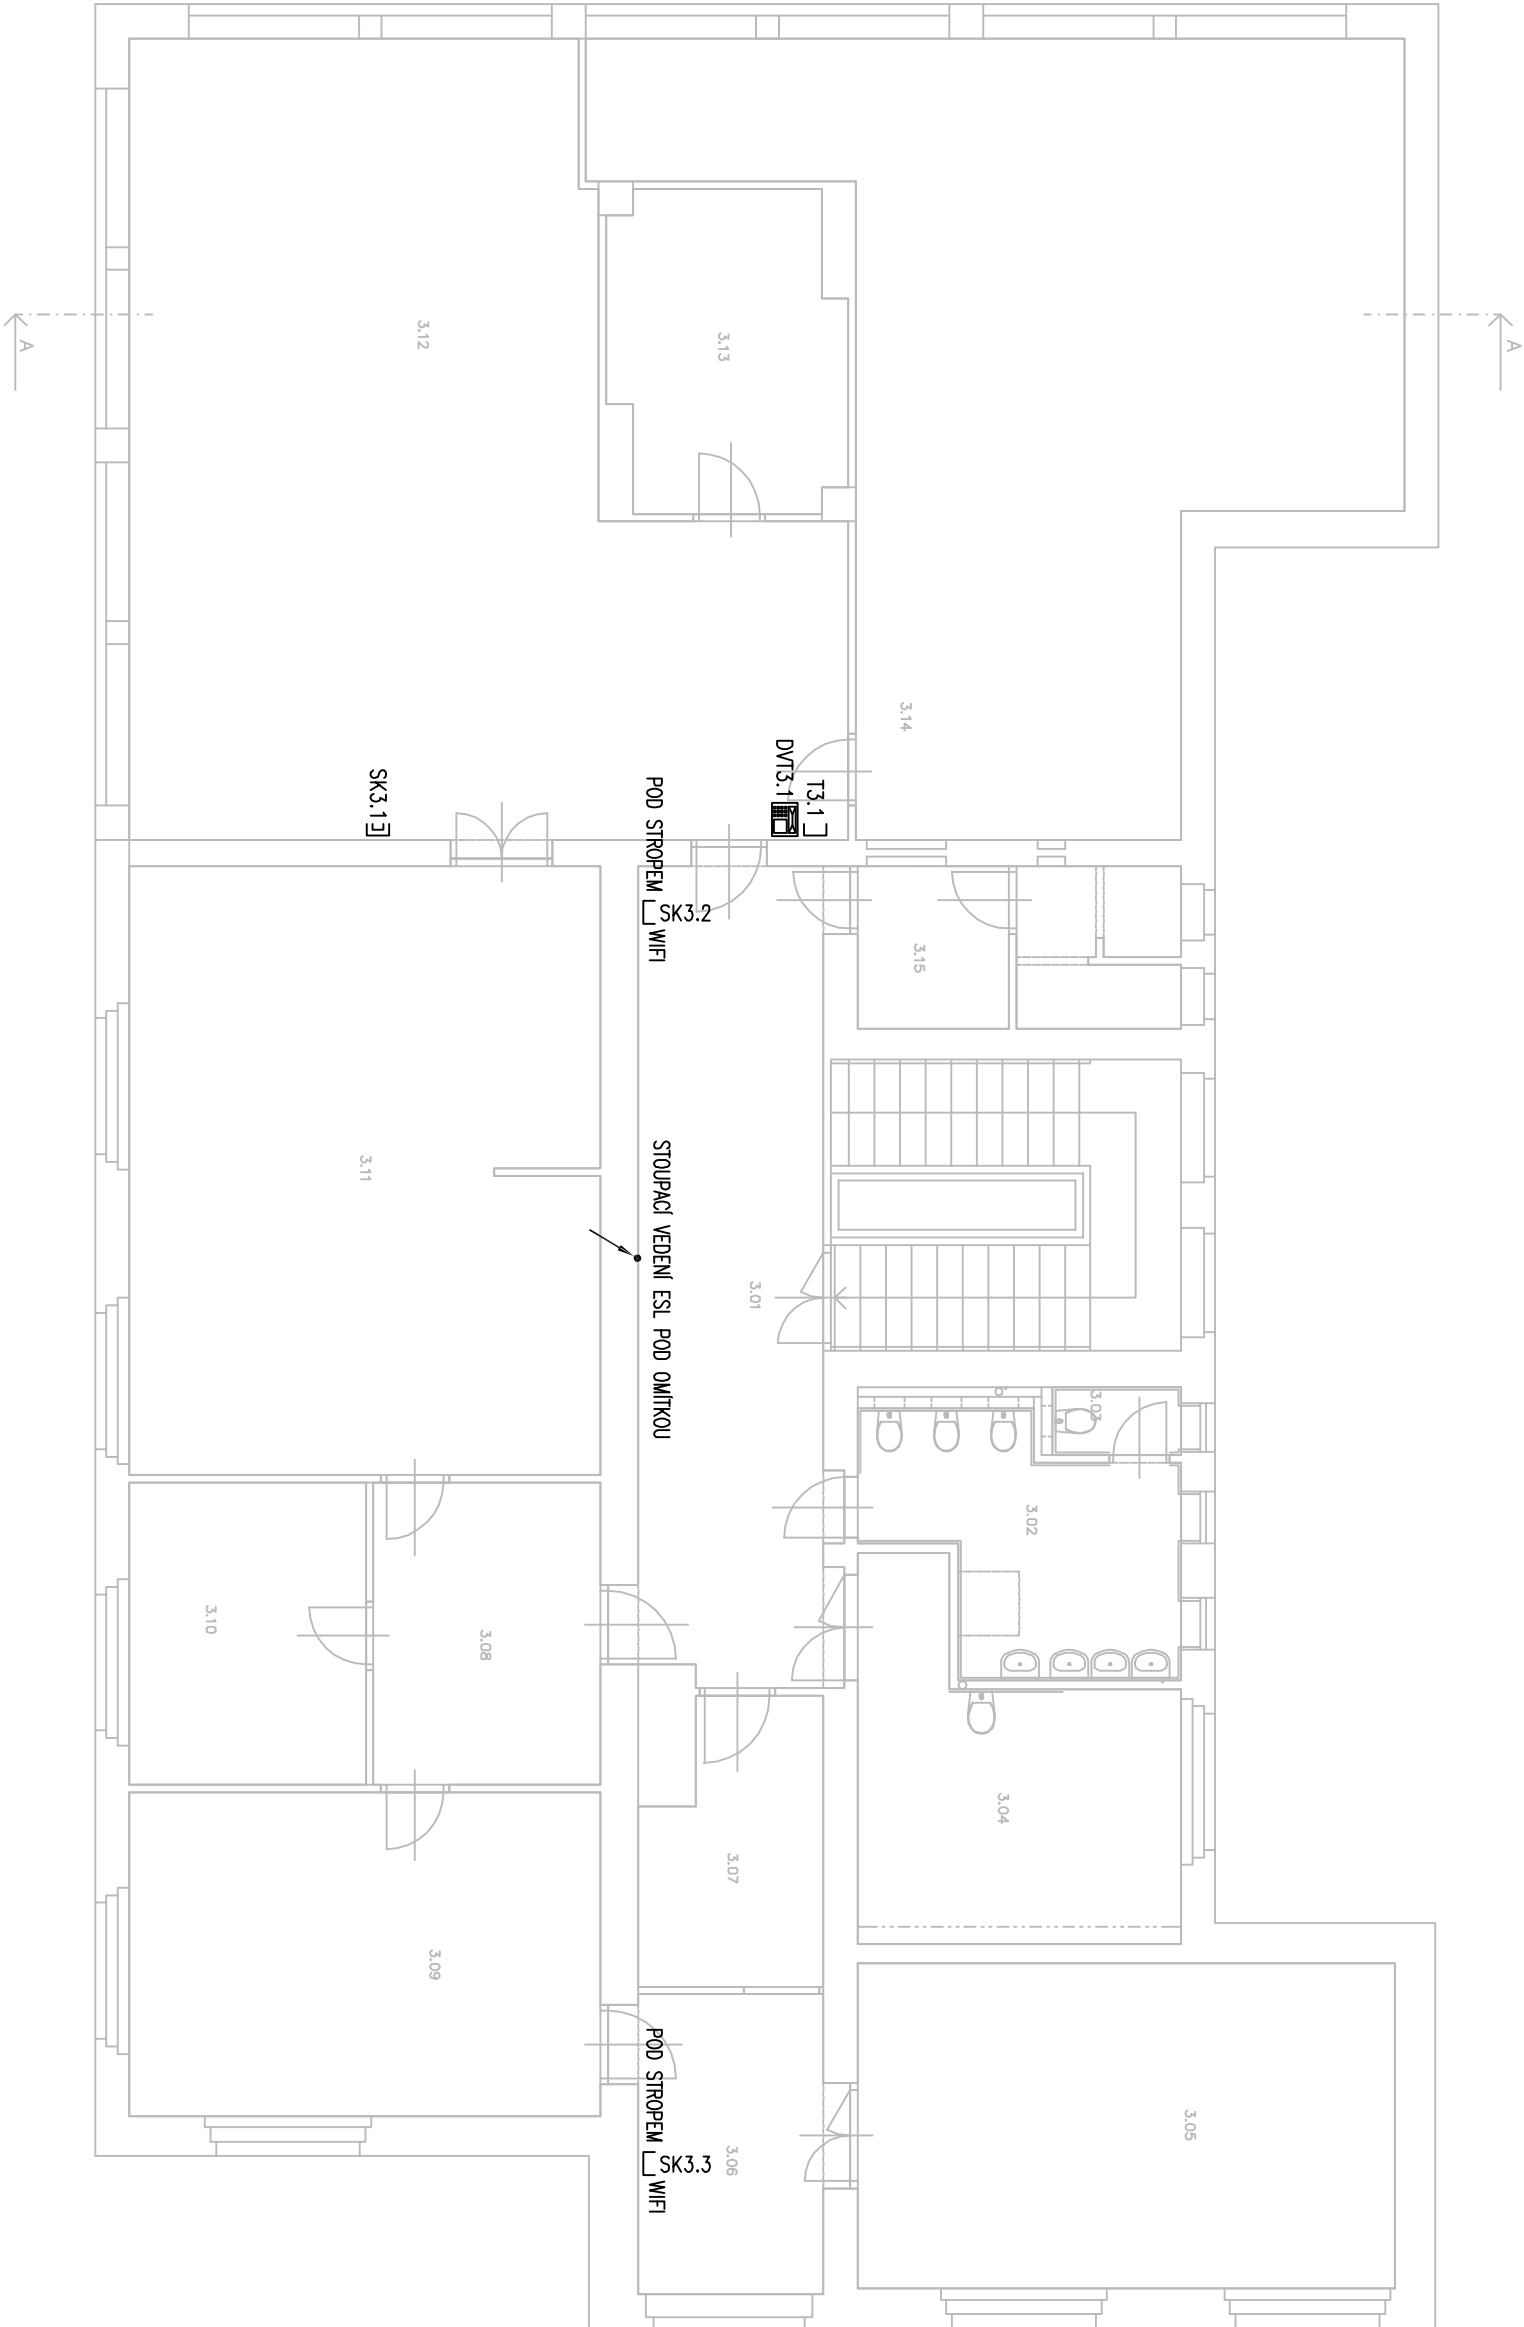 A
A
3.12
3.13
3.14
DVT3.1
T3.1
SK3.1
POD STROPEM
SK3.2
WIFI
3.15
STOUPACÍ VEDENÍ ESL POD OMÍTKOU
3.11
3.01
3.03
3.02
3.10
3.08
3.04
3.07
3.09
POD STROPEM
SK3.3
WIFI
3.06
3.05